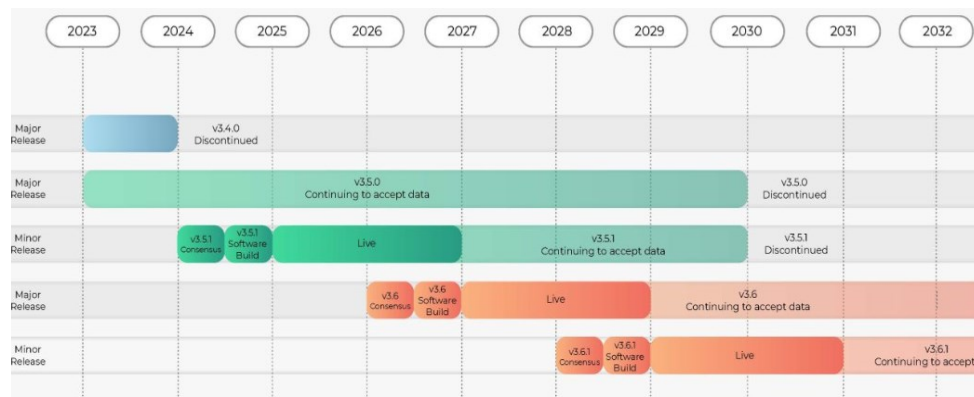 2023 2024 2025 2026 2027 2028 2029 2030 2031 2032
Major
Release
v3.4.0
Discontinued
Major
Release
v3.5.0
Continuing to accept data
v3.5.0
Discontinued
Minor
Release
v3.5.1
Consensus
v3.5.1
Software
Build
Live
v3.5.1
Continuing to accept data
v3.5.1
Discontinued
Major
Release
v3.6
Consensus
v3.6
Software
Build
Live
v3.6
Continuing to accept data
Minor
Release
v3.6.1
Consensus
v3.6.1
Software
Build
Live
v3.6.1
Continuing to accept